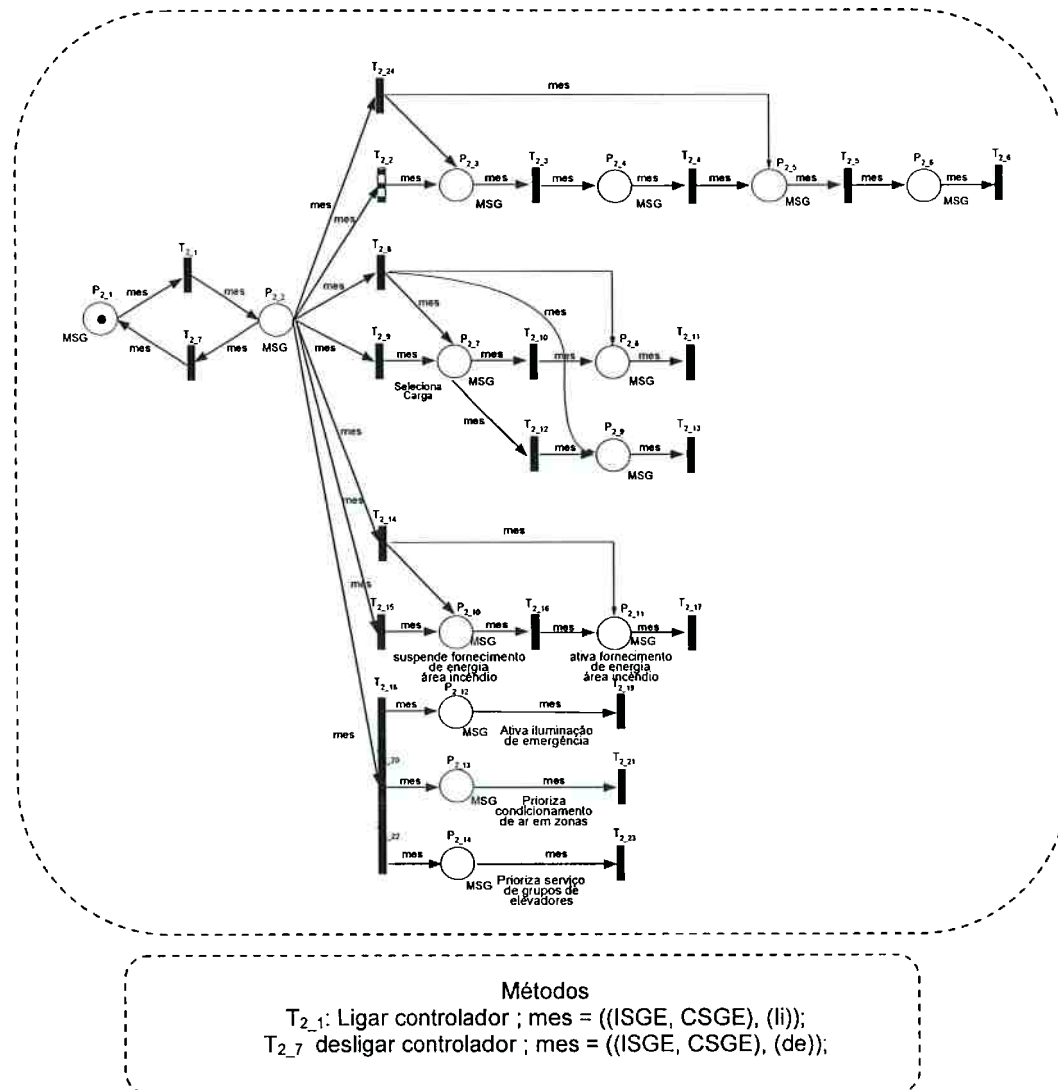 T2_24
mes
mes
T2_2
mes
P2_3
mes
MSG
T2_3
mes
P2_4
mes
MSG
T2_4
mes
P2_5
mes
MSG
T2_5
mes
P2_6
mes
MSG
T2_6
mes
P2_1
mes
MSG
T2_1
mes
T2_7
mes
mes
P2_2
MSG
mes
T2_8
mes
mes
mes
T2_9
mes
P2_7
mes
MSG
Seleciona
Carga
T2_10
mes
P2_8
mes
MSG
T2_11
mes
T2_12
mes
P2_9
mes
MSG
T2_13
mes
mes
T2_14
mes
mes
T2_15
mes
P2_10
mes
MSG
suspende fornecimento
de energia
área incêndio
T2_16
mes
P2_11
mes
MSG
ativa fornecimento
de energia
área incêndio
T2_17
mes
T2_18
mes
P2_12
mes
MSG
Ativa iluminação
de emergência
T2_19
_20
mes
P2_13
mes
MSG
Prioriza
condicionamento
de ar em zonas
T2_21
_22
mes
P2_14
mes
MSG
Prioriza serviço
de grupos de
elevadores
T2_23
Métodos
T2_1: Ligar controlador ; mes = ((ISGE, CSGE), (li));
T2_7 desligar controlador ; mes = ((ISGE, CSGE), (de));